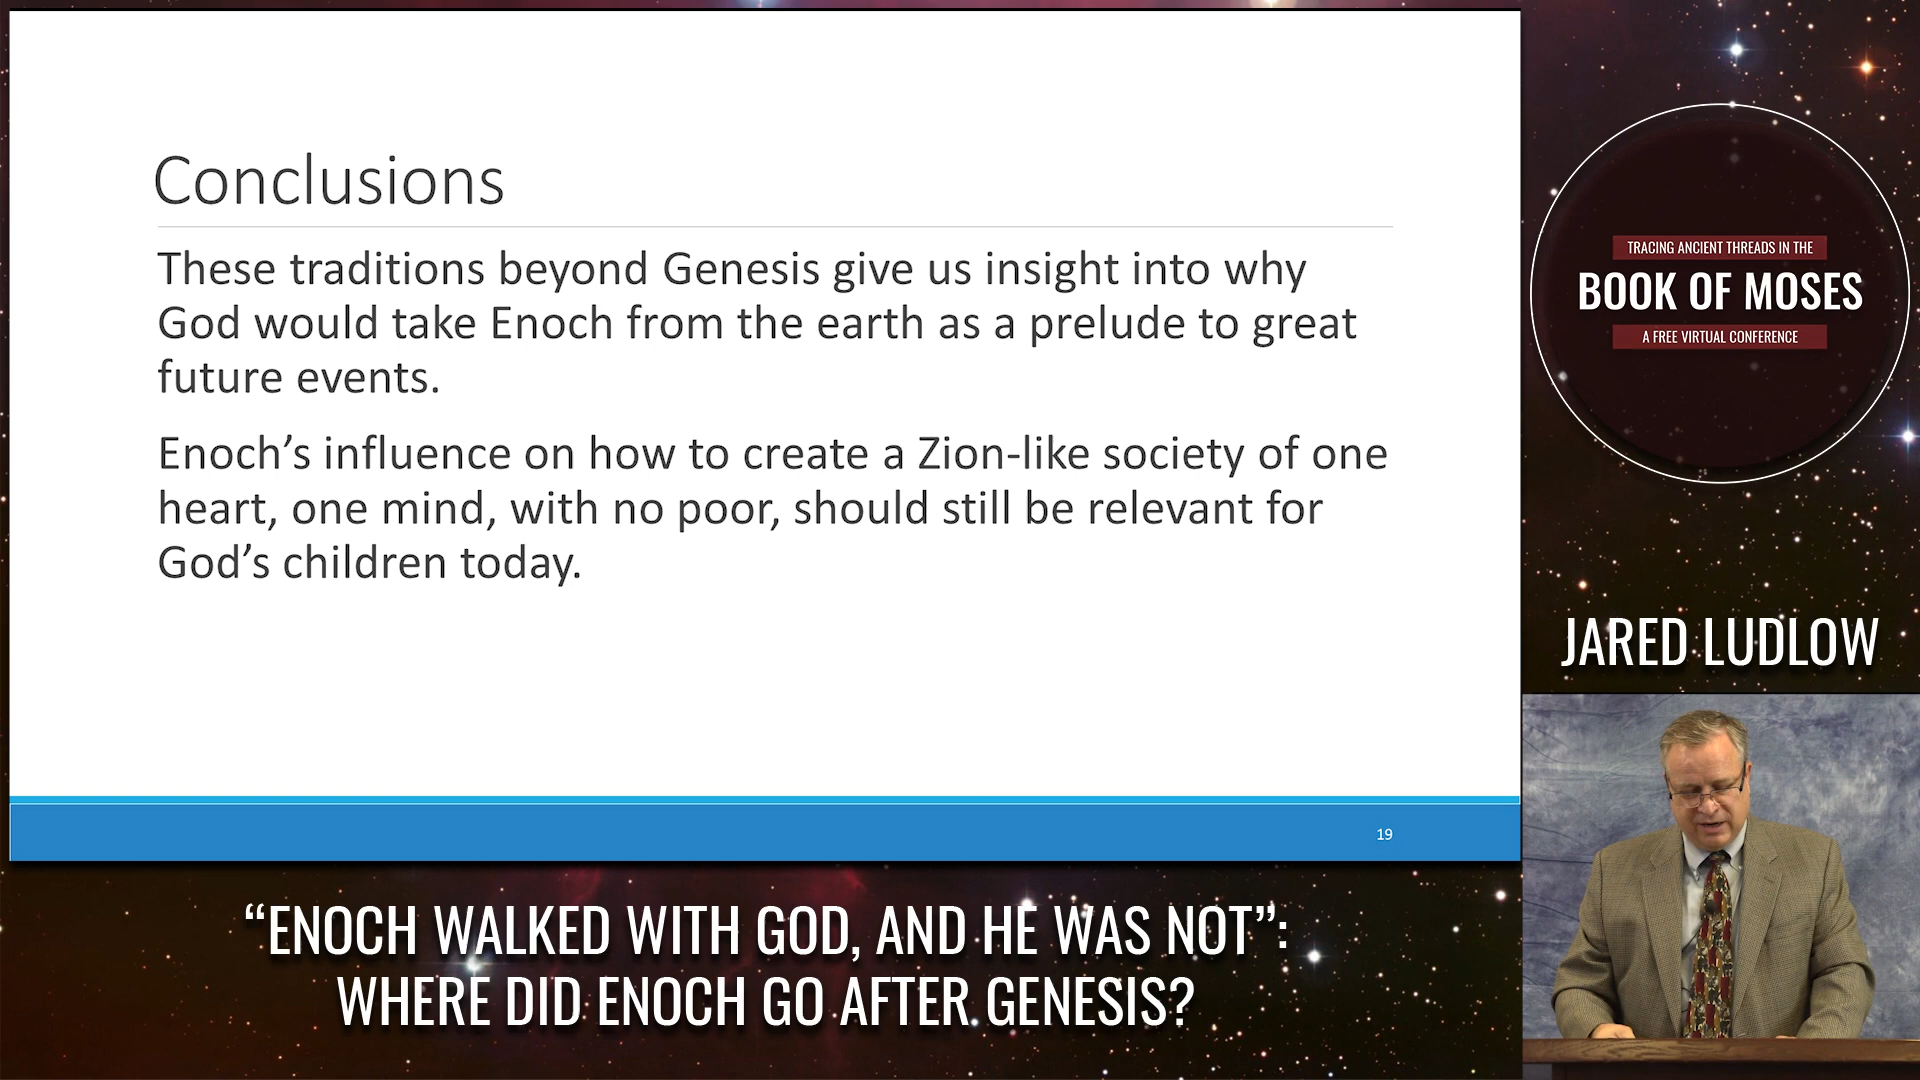 Conclusions
These traditions beyond Genesis give us insight into why
God would take Enoch from the earth as a prelude to great
future events.
Enoch’s influence on how to create a Zion-like society of one
heart, one mind, with no poor, should still be relevant for
God’s children today.
19
TRACING ANCIENT THREADS IN THE
BOOK OF MOSES
A FREE VIRTUAL CONFERENCE
JARED LUDLOW
“ENOCH WALKED WITH GOD, AND HE WAS NOT”:
WHERE DID ENOCH GO AFTER GENESIS?